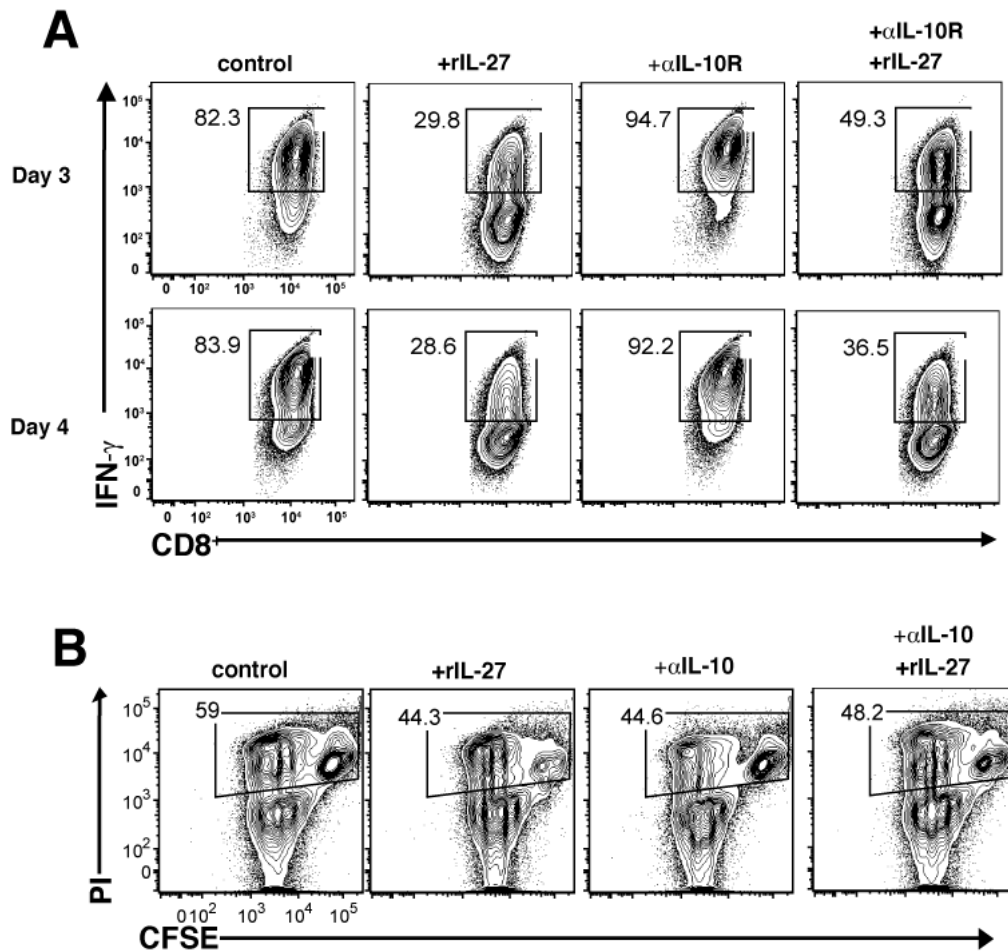 A
control
+rIL-27
+αIL-10R
+αIL-10R
+rIL-27
Day 3
10⁵
10⁴
10³
10²
0
82.3
29.8
94.7
49.3
0 10² 10³ 10⁴ 10⁵
Day 4
10⁵
10⁴
10³
10²
0
83.9
28.6
92.2
36.5
0 10² 10³ 10⁴ 10⁵
IFN-γ
CD8+
B
control
+rIL-27
+αIL-10
+αIL-10
+rIL-27
10⁵
10⁴
10³
10²
0
59
44.3
44.6
48.2
PI
0 10² 10³ 10⁴ 10⁵
CFSE